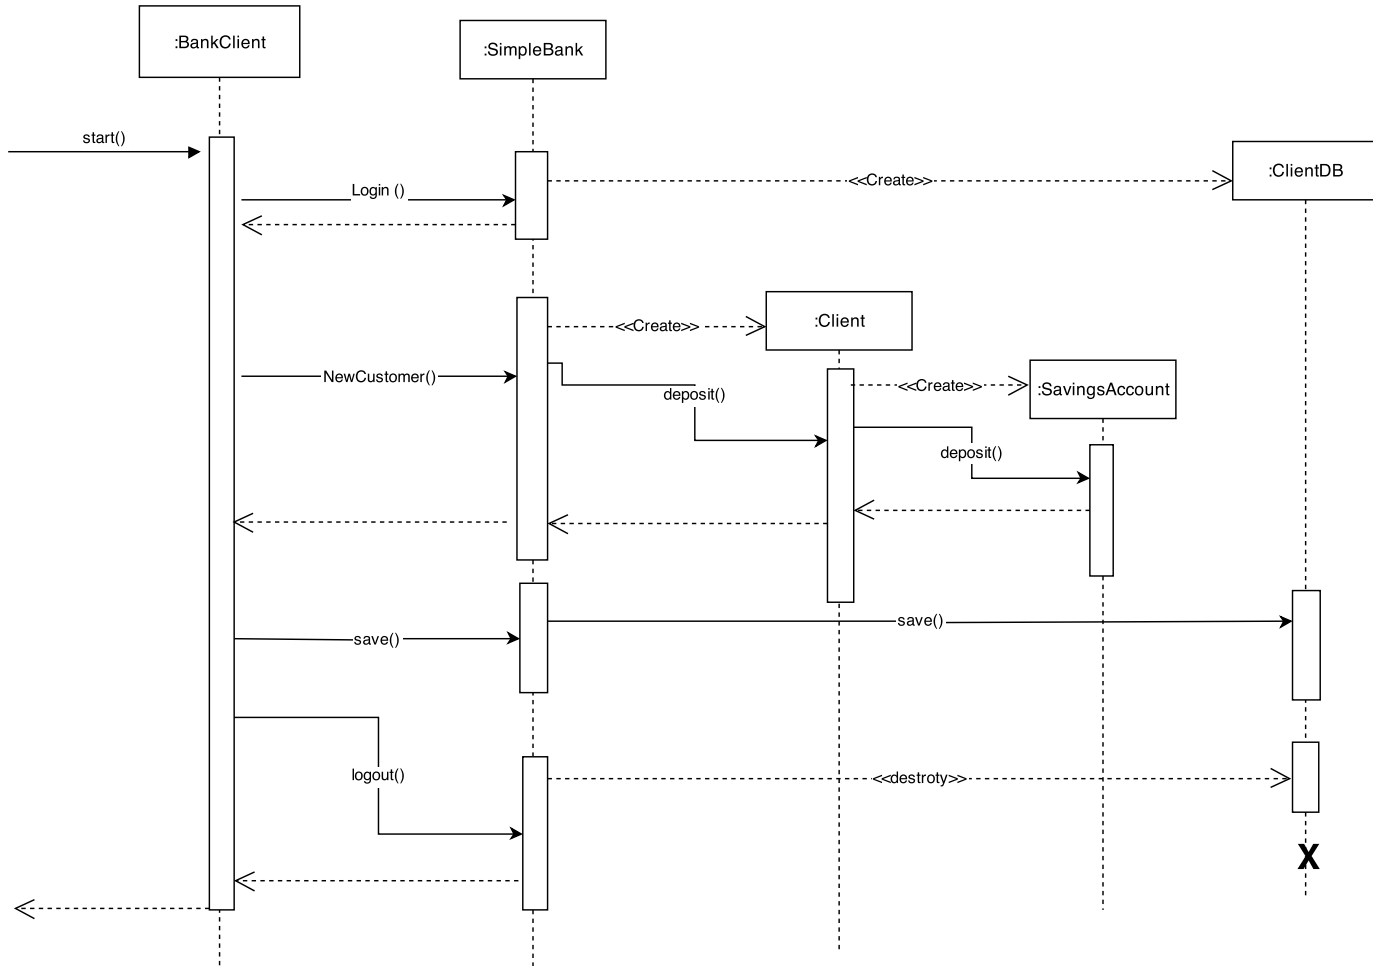 :BankClient
:SimpleBank
start()
:ClientDB
<<Create>>
Login ()
:Client
<<Create>>
NewCustomer()
:SavingsAccount
<<Create>>
deposit()
deposit()
save()
save()
logout()
<<destroty>>
X